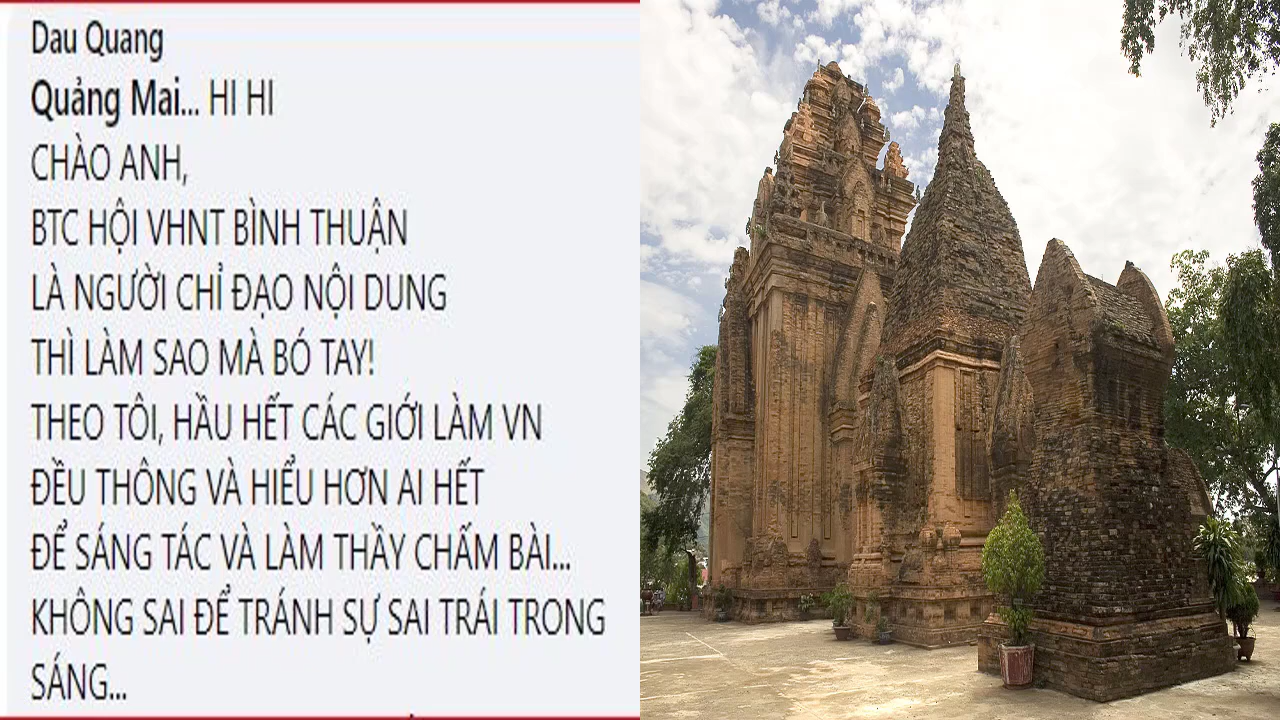 Dau Quang
Quảng Mai... HI HI
CHÀO ANH,
BTC HỘI VHNT BÌNH THUẬN
LÀ NGƯỜI CHỈ ĐẠO NỘI DUNG
THÌ LÀM SAO MÀ BÓ TAY!
THEO TÔI, HẦU HẾT CÁC GIỚI LÀM VN
ĐỀU THÔNG VÀ HIỂU HƠN AI HẾT
ĐỂ SÁNG TÁC VÀ LÀM THẦY CHẤM BÀI...
KHÔNG SAI ĐỂ TRÁNH SỰ SAI TRÁI TRONG
SÁNG...